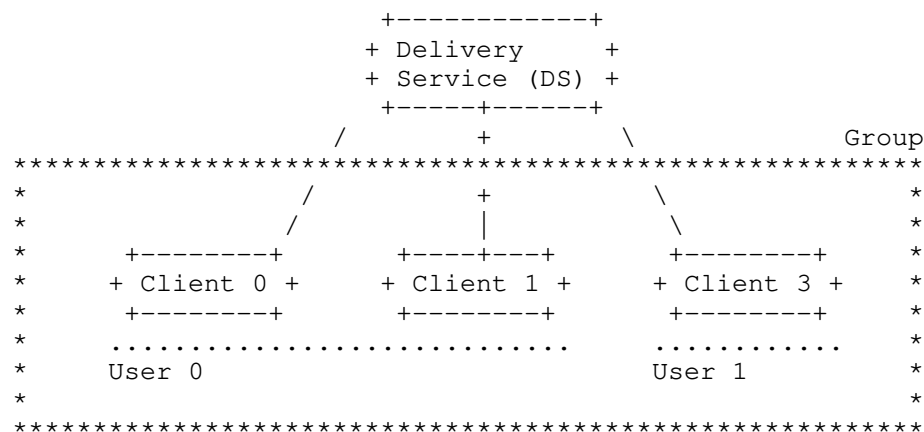 Delivery
Service (DS)
Group
Client 0 Client 1 Client 3
User 0 User 1